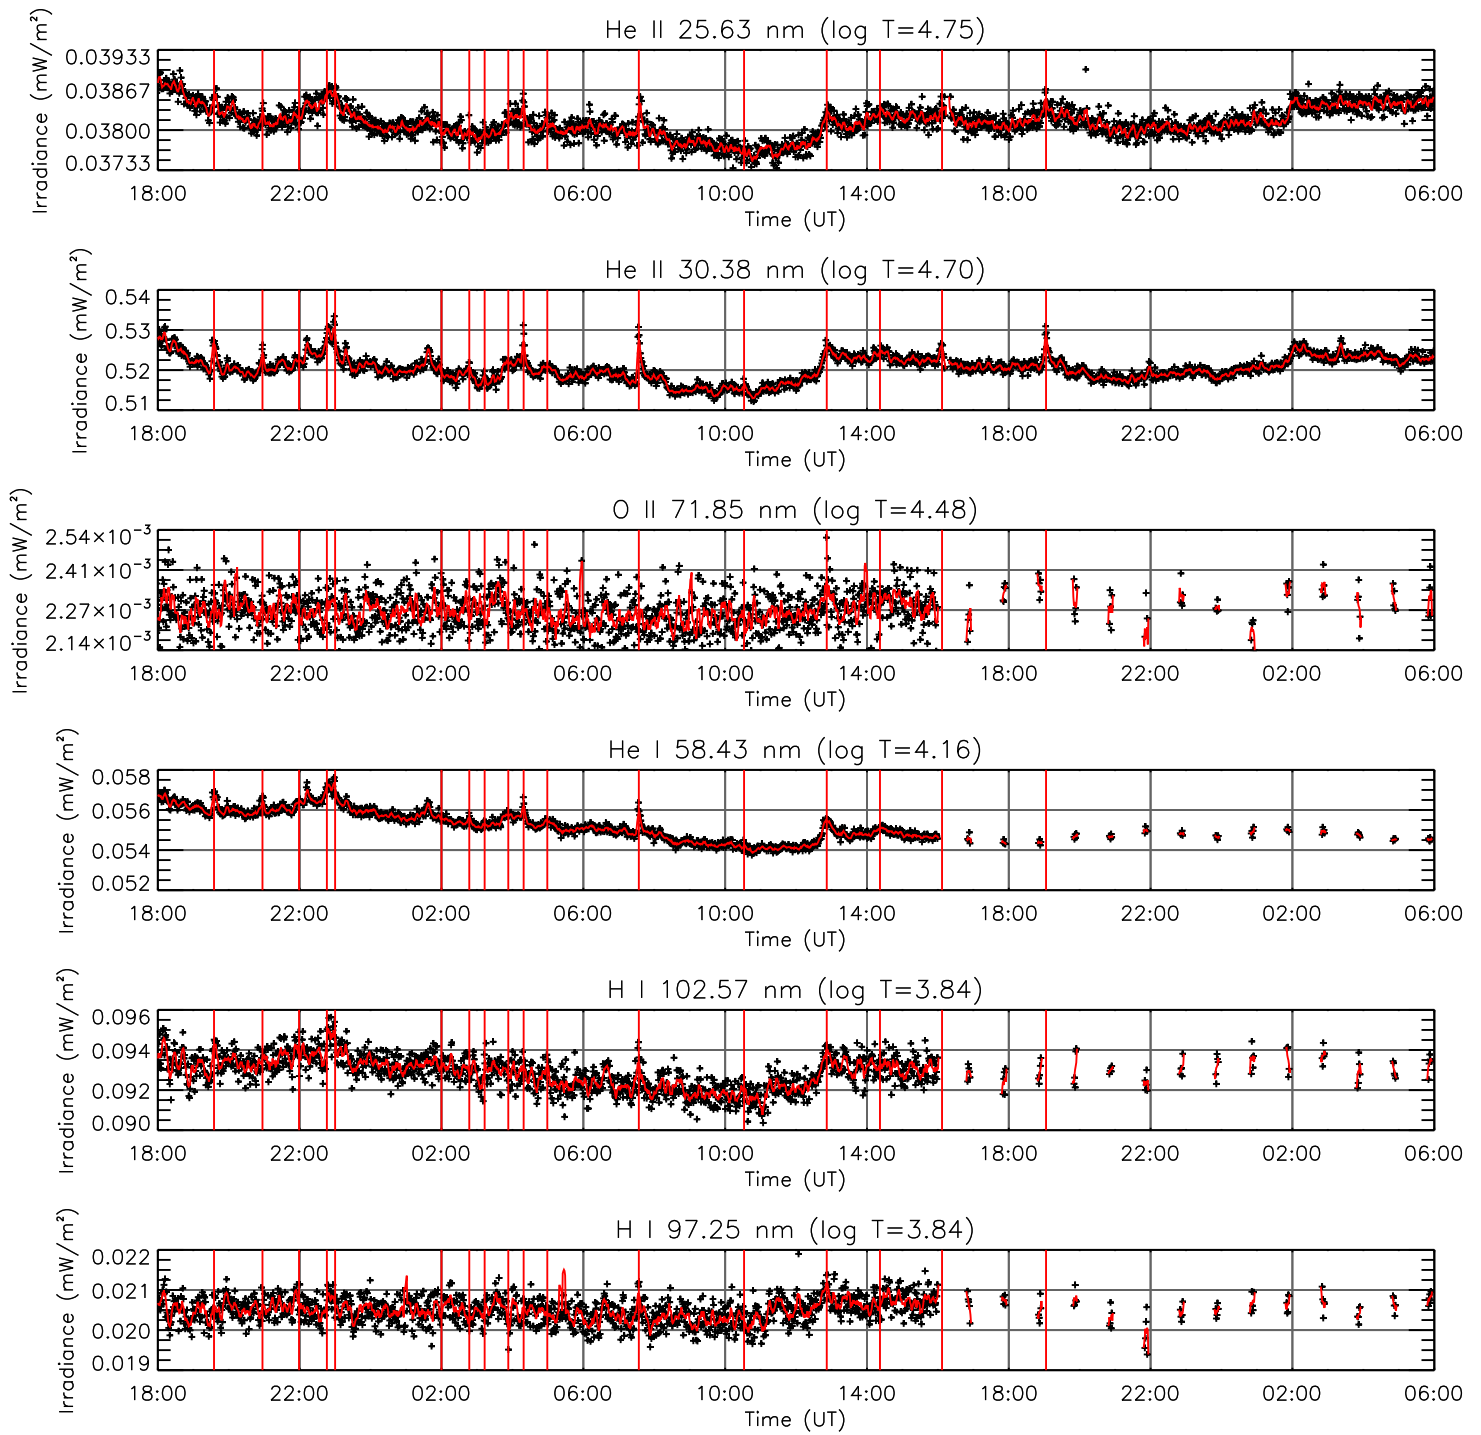 He II 25.63 nm (log T=4.75)
Irradiance (mW/m²)
0.03933
0.03867
0.03800
0.03733
18:00 22:00 02:00 06:00 10:00 14:00 18:00 22:00 02:00 06:00
Time (UT)
He II 30.38 nm (log T=4.70)
Irradiance (mW/m²)
0.54
0.53
0.52
0.51
18:00 22:00 02:00 06:00 10:00 14:00 18:00 22:00 02:00 06:00
Time (UT)
O II 71.85 nm (log T=4.48)
Irradiance (mW/m²)
2.54×10⁻³
2.41×10⁻³
2.27×10⁻³
2.14×10⁻³
18:00 22:00 02:00 06:00 10:00 14:00 18:00 22:00 02:00 06:00
Time (UT)
He I 58.43 nm (log T=4.16)
Irradiance (mW/m²)
0.058
0.056
0.054
0.052
18:00 22:00 02:00 06:00 10:00 14:00 18:00 22:00 02:00 06:00
Time (UT)
H I 102.57 nm (log T=3.84)
Irradiance (mW/m²)
0.096
0.094
0.092
0.090
18:00 22:00 02:00 06:00 10:00 14:00 18:00 22:00 02:00 06:00
Time (UT)
H I 97.25 nm (log T=3.84)
Irradiance (mW/m²)
0.022
0.021
0.020
0.019
18:00 22:00 02:00 06:00 10:00 14:00 18:00 22:00 02:00 06:00
Time (UT)